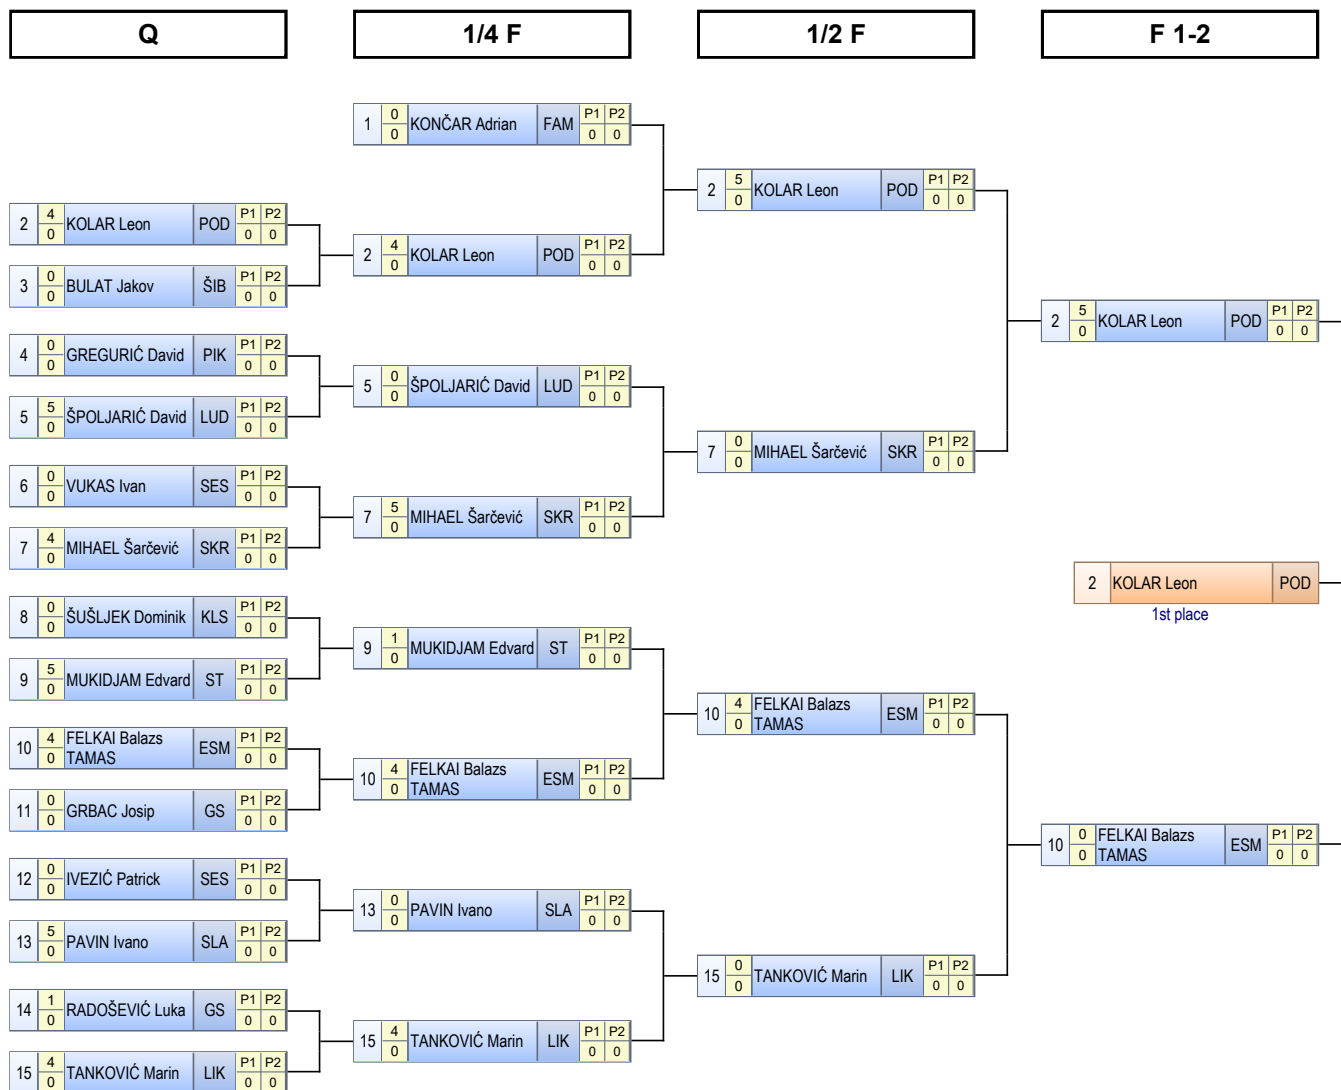 Q
1/4 F
1/2 F
F 1-2
1 0 0 KONČAR Adrian FAM P1 P2 0 0
2 5 0 KOLAR Leon POD P1 P2 0 0
2 4 0 KOLAR Leon POD P1 P2 0 0
2 4 0 KOLAR Leon POD P1 P2 0 0
3 0 0 BULAT Jakov ŠIB P1 P2 0 0
2 5 0 KOLAR Leon POD P1 P2 0 0
4 0 0 GREGURIĆ David PIK P1 P2 0 0
5 0 0 ŠPOLJARIĆ David LUD P1 P2 0 0
5 5 0 ŠPOLJARIĆ David LUD P1 P2 0 0
7 0 0 MIHAEL Šarčević SKR P1 P2 0 0
6 0 0 VUKAS Ivan SES P1 P2 0 0
7 5 0 MIHAEL Šarčević SKR P1 P2 0 0
7 4 0 MIHAEL Šarčević SKR P1 P2 0 0
2 KOLAR Leon POD
1st place
8 0 0 ŠUŠLJEK Dominik KLS P1 P2 0 0
9 1 0 MUKIDJAM Edvard ST P1 P2 0 0
9 5 0 MUKIDJAM Edvard ST P1 P2 0 0
10 4 0 FELKAI Balazs
TAMAS ESM P1 P2 0 0
10 4 0 FELKAI Balazs
TAMAS ESM P1 P2 0 0
10 4 0 FELKAI Balazs
TAMAS ESM P1 P2 0 0
11 0 0 GRBAC Josip GS P1 P2 0 0
10 0 0 FELKAI Balazs
TAMAS ESM P1 P2 0 0
12 0 0 IVEZIĆ Patrick SES P1 P2 0 0
13 0 0 PAVIN Ivano SLA P1 P2 0 0
13 5 0 PAVIN Ivano SLA P1 P2 0 0
15 0 0 TANKOVIĆ Marin LIK P1 P2 0 0
14 1 0 RADOŠEVIĆ Luka GS P1 P2 0 0
15 4 0 TANKOVIĆ Marin LIK P1 P2 0 0
15 4 0 TANKOVIĆ Marin LIK P1 P2 0 0